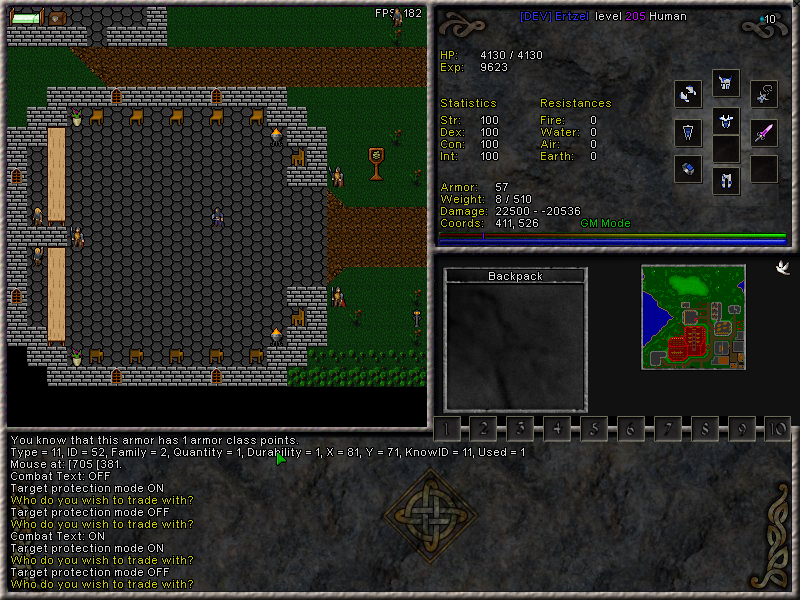 FPS: 182
[DEV] Ertzel level 205 Human
10
HP: 4130 / 4130
Exp: 9623
Statistics Resistances
Str: 100 Fire: 0
Dex: 100 Water: 0
Con: 100 Air: 0
Int: 100 Earth: 0
Armor: 57
Weight: 8 / 510
Damage: 22500 - -20536
Coords: 411, 526 GM Mode
Backpack
1 2 3 4 5 6 7 8 9 10
You know that this armor has 1 armor class points.
Type = 11, ID = 52, Family = 2, Quantity = 1, Durability = 1, X = 81, Y = 71, KnowID = 11, Used = 1
Mouse at: [705 [381.
Combat Text: OFF
Target protection mode ON
Who do you wish to trade with?
Target protection mode OFF
Who do you wish to trade with?
Combat Text: ON
Target protection mode ON
Who do you wish to trade with?
Target protection mode OFF
Who do you wish to trade with?